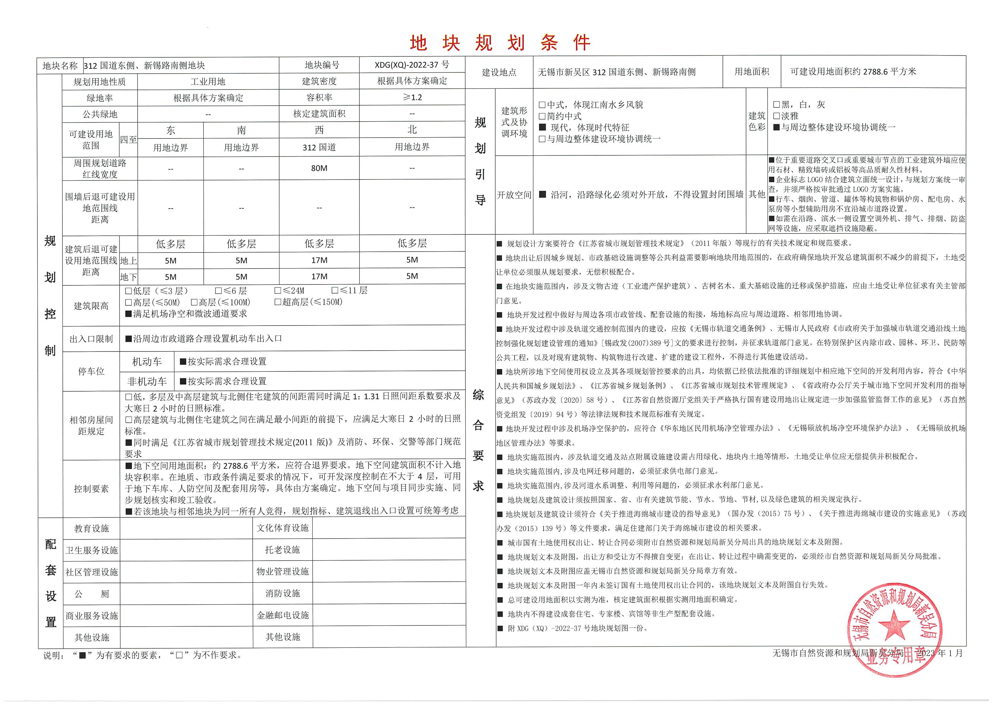 地块规划条件
地块名称 312 国道东侧、新锡路南侧地块 地块编号 XDG(XQ)-2022-37 号
建设地点 无锡市新吴区 312 国道东侧、新锡路南侧 用地面积 可建设用地面积约 2788.6 平方米
规划控制
规划用地性质 工业用地 建筑密度 根据具体方案确定
绿地率 根据具体方案确定 容积率 ≥1.2
公共绿地 -- 核定建筑面积 --
可建设用地范围 四至 东 南 西 北
用地边界 用地边界 312 国道 用地边界
周围规划道路
红线宽度 -- -- 80M --
围墙后退可建设用
地范围线
距离 -- -- -- --
建筑后退可建
设用地范围线
距离
低多层 低多层 低多层 低多层
地上 5M 5M 17M 5M
地下 5M 5M 17M 5M
建筑限高
□低层（≤3 层） □≤6 层 □≤24M □≤11 层
□高层(≤50M) □高层(≤100M) □超高层(≤150M)
■满足机场净空和微波通道要求
出入口限制 ■沿周边市政道路合理设置机动车出入口
停车位 机动车 ■按实际需求合理设置
非机动车 ■按实际需求合理设置
相邻房屋间
距规定
□低，多层及中高层建筑与北侧住宅建筑的间距需同时满足 1：1.31 日照间距系数要求及
大寒日 2 小时的日照标准。
□高层建筑与北侧住宅建筑之间在满足最小间距的前提下，应满足大寒日 2 小时的日照
标准。
■同时满足《江苏省城市规划管理技术规定(2011 版)》及消防、环保、交警等部门规范
要求
控制要素
■地下空间用地面积：约 2788.6 平方米，应符合退界要求。地下空间建筑面积不计入地
块容积率。在地质、市政条件满足要求的情况下，可开发深度控制在不大于 4 层，可用
于地下车库、人防空间及配套用房等，具体由方案确定。地下空间与项目同步实施、同
步规划核实和竣工验收。
■若该地块与相邻地块为同一所有人竞得，规划指标、建筑退线出入口设置可统筹考虑
配套设置
教育设施 文化体育设施
卫生服务设施 托老设施
社区管理设施 物业管理设施
公 厕 消防设施
商业服务设施 金融邮电设施
其他设施 其他设施
规划引导
建筑形
式及协
调环境
□中式，体现江南水乡风貌
□简约中式
■ 现代，体现时代特征
□与周边整体建设环境协调统一
建筑
色彩
□黑，白，灰
□淡雅
■与周边整体建设环境协调统一
开放空间 ■ 沿河，沿路绿化必须对外开放，不得设置封闭围墙
其他
■位于重要道路交叉口或重要城市节点的工业建筑外墙应使
用石材、精致墙砖或铝板等高品质耐久性材料。
■企业标志 LOGO 结合建筑立面统一设计，与规划方案统一审
查，并须严格按审批通过 LOGO 方案实施。
■行车、烟囱、管道、罐体等构筑物和锅炉房、配电房、水
泵房等小型辅助用房不宜沿城市道路设置。
■如需在沿路、滨水一侧设置空调外机、排气、排烟、防盗
网等设施，应采取遮挡设施隐蔽。
综合要求
■ 规划设计方案要符合《江苏省城市规划管理技术规定》（2011 年版）等现行的有关技术规定和规范要求。
■ 地块出让后因城乡规划、市政基础设施调整等公共利益需要影响地块用地范围的，在政府确保地块开发总建筑面积不减少的前提下，土地受
让单位必须服从规划要求，无偿积极配合。
■ 在地块实施范围内，涉及文物古迹（工业遗产保护建筑）、古树名木、重大基础设施的迁移或保护措施，应由土地受让单位征求有关主管部
门意见。
■ 地块开发过程中做好与周边各项市政管线、配套设施的衔接，场地标高应与周边道路、相邻用地协调。
■ 地块开发过程中涉及轨道交通控制范围内的建设，应按《无锡市轨道交通条例》、无锡市人民政府《市政府关于加强城市轨道交通沿线土地
控制强化规划建设管理的通知》[锡政发(2007)389 号]文的要求进行控制，并征求轨道部门意见。在特别保护区内除市政、园林、环卫、民防等
公共工程，以及对现有建筑物、构筑物进行改建、扩建的建设工程外，不得进行其他建设活动。
■ 地块所涉地下空间使用权设立及其各项规划管控要求的出具，均依据已经依法批准的详细规划中相应地下空间的开发利用内容，符合《中华
人民共和国城乡规划法》、《江苏省城乡规划条例》、《江苏省城市规划技术管理规定》、《省政府办公厅关于城市地下空间开发利用的指导
意见》（苏政办发〔2020〕58 号）、《江苏省自然资源厅党组关于严格执行国有建设用地出让规定进一步加强监管监督工作的意见》（苏自然
资党组发〔2019〕94 号）等法律法规和技术规范标准有关规定。
■ 地块开发过程中涉及机场净空保护的，应符合《华东地区民用机场净空管理办法》、《无锡硕放机场净空环境保护办法》、《无锡硕放机场
地区管理办法》等要求。
■ 地块实施范围内，涉及轨道交通及站点附属设施建设需占用绿化、地块内土地等情形，土地受让单位应无偿提供并积极配合。
■ 地块实施范围内,涉及电网迁移问题的，必须征求供电部门意见。
■ 地块实施范围内,涉及河道水系调整、利用等问题的，必须征求水利部门意见。
■ 地块规划及建筑设计须按照国家、省、市有关建筑节能、节水、节地、节材,以及绿色建筑的相关规定执行。
■ 地块规划及建筑设计须符合《关于推进海绵城市建设的指导意见》（国办发（2015）75 号）、《关于推进海绵城市建设的实施意见》（苏政
办发（2015）139 号）等文件要求，满足住建部门关于海绵城市建设的相关要求。
■ 城市国有土地使用权出让、转让合同必须附市自然资源和规划局新吴分局出具的地块规划文本及附图。
■ 地块规划文本及附图，出让方和受让方不得擅自变更；在出让、转让过程中确需变更的，必须经市自然资源和规划局新吴分局批准。
■ 地块规划文本及附图应盖无锡市自然资源和规划局新吴分局章方有效。
■ 地块规划文本及附图一年内未签订国有土地使用权出让合同的，该地块规划文本及附图自行失效。
■ 总可建设用地面积以实测为准，核定建筑面积根据实测用地面积确定。
■ 地块内不得建设成套住宅、专家楼、宾馆等非生产型配套设施。
■ 附 XDG（XQ）-2022-37 号地块规划图一份。
说明：“■”为有要求的要素，“□”为不作要求。
无锡市自然资源和规划局新吴分局 2023 年 1 月
无锡市自然资源和规划局新吴分局
业务专用章